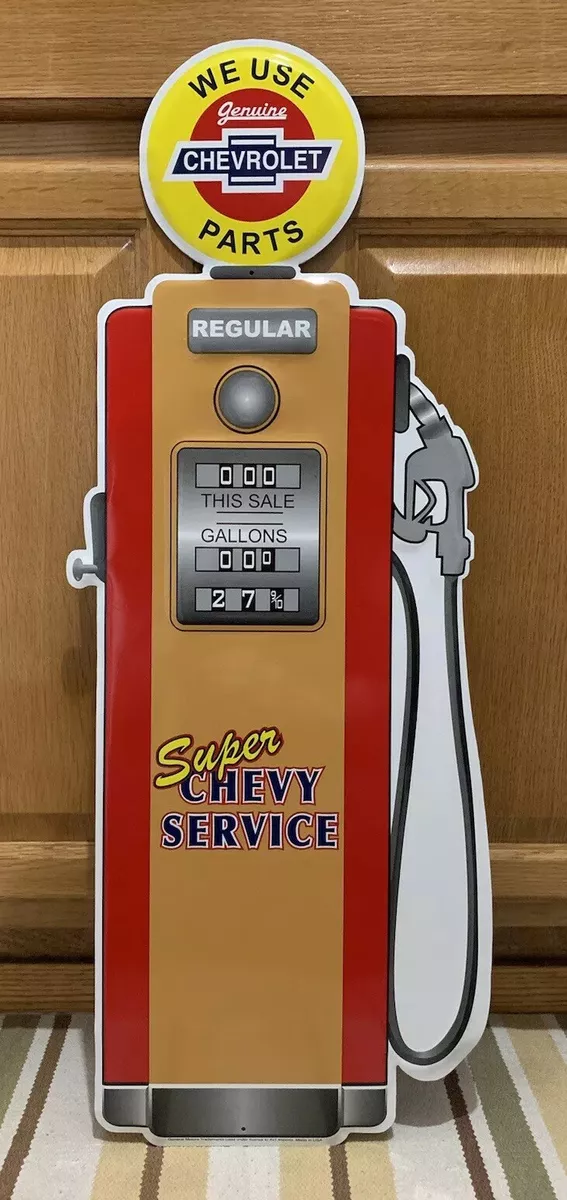 WE USE
Genuine
CHEVROLET
PARTS
REGULAR
000
THIS SALE
GALLONS
000
27 9/10
Super
CHEVY
SERVICE